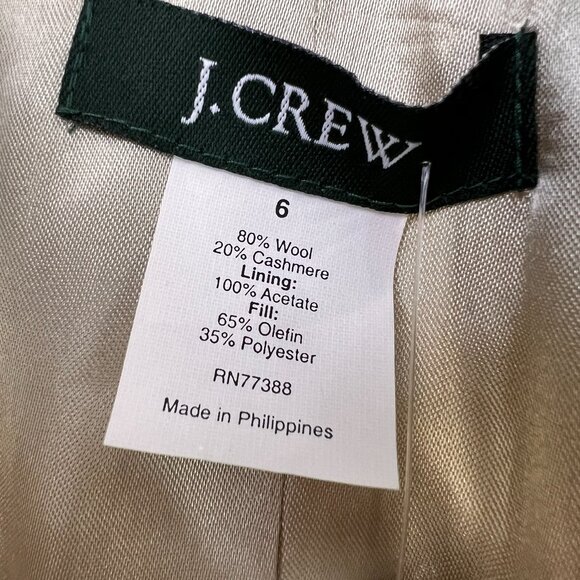 J.CREW
6
80% Wool
20% Cashmere
Lining:
100% Acetate
Fill:
65% Olefin
35% Polyester
RN77388
Made in Philippines